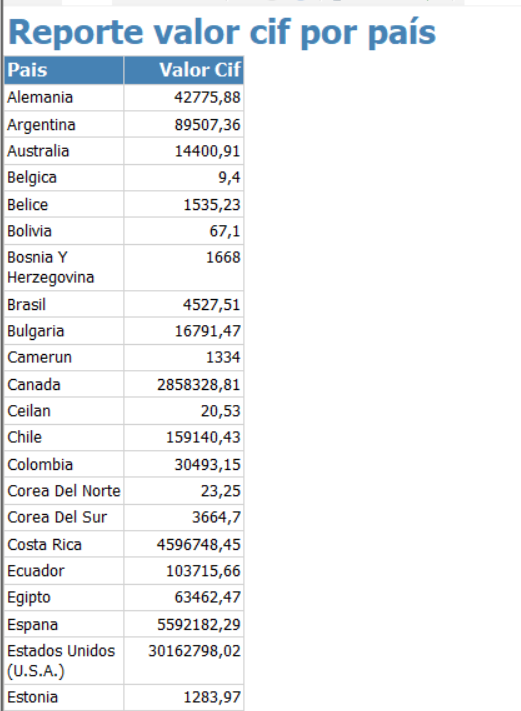 Reporte valor cif por país
Pais Valor Cif
Alemania 42775,88
Argentina 89507,36
Australia 14400,91
Belgica 9,4
Belice 1535,23
Bolivia 67,1
Bosnia Y 1668
Herzegovina
Brasil 4527,51
Bulgaria 16791,47
Camerun 1334
Canada 2858328,81
Ceilan 20,53
Chile 159140,43
Colombia 30493,15
Corea Del Norte 23,25
Corea Del Sur 3664,7
Costa Rica 4596748,45
Ecuador 103715,66
Egipto 63462,47
Espana 5592182,29
Estados Unidos 30162798,02
(U.S.A.)
Estonia 1283,97